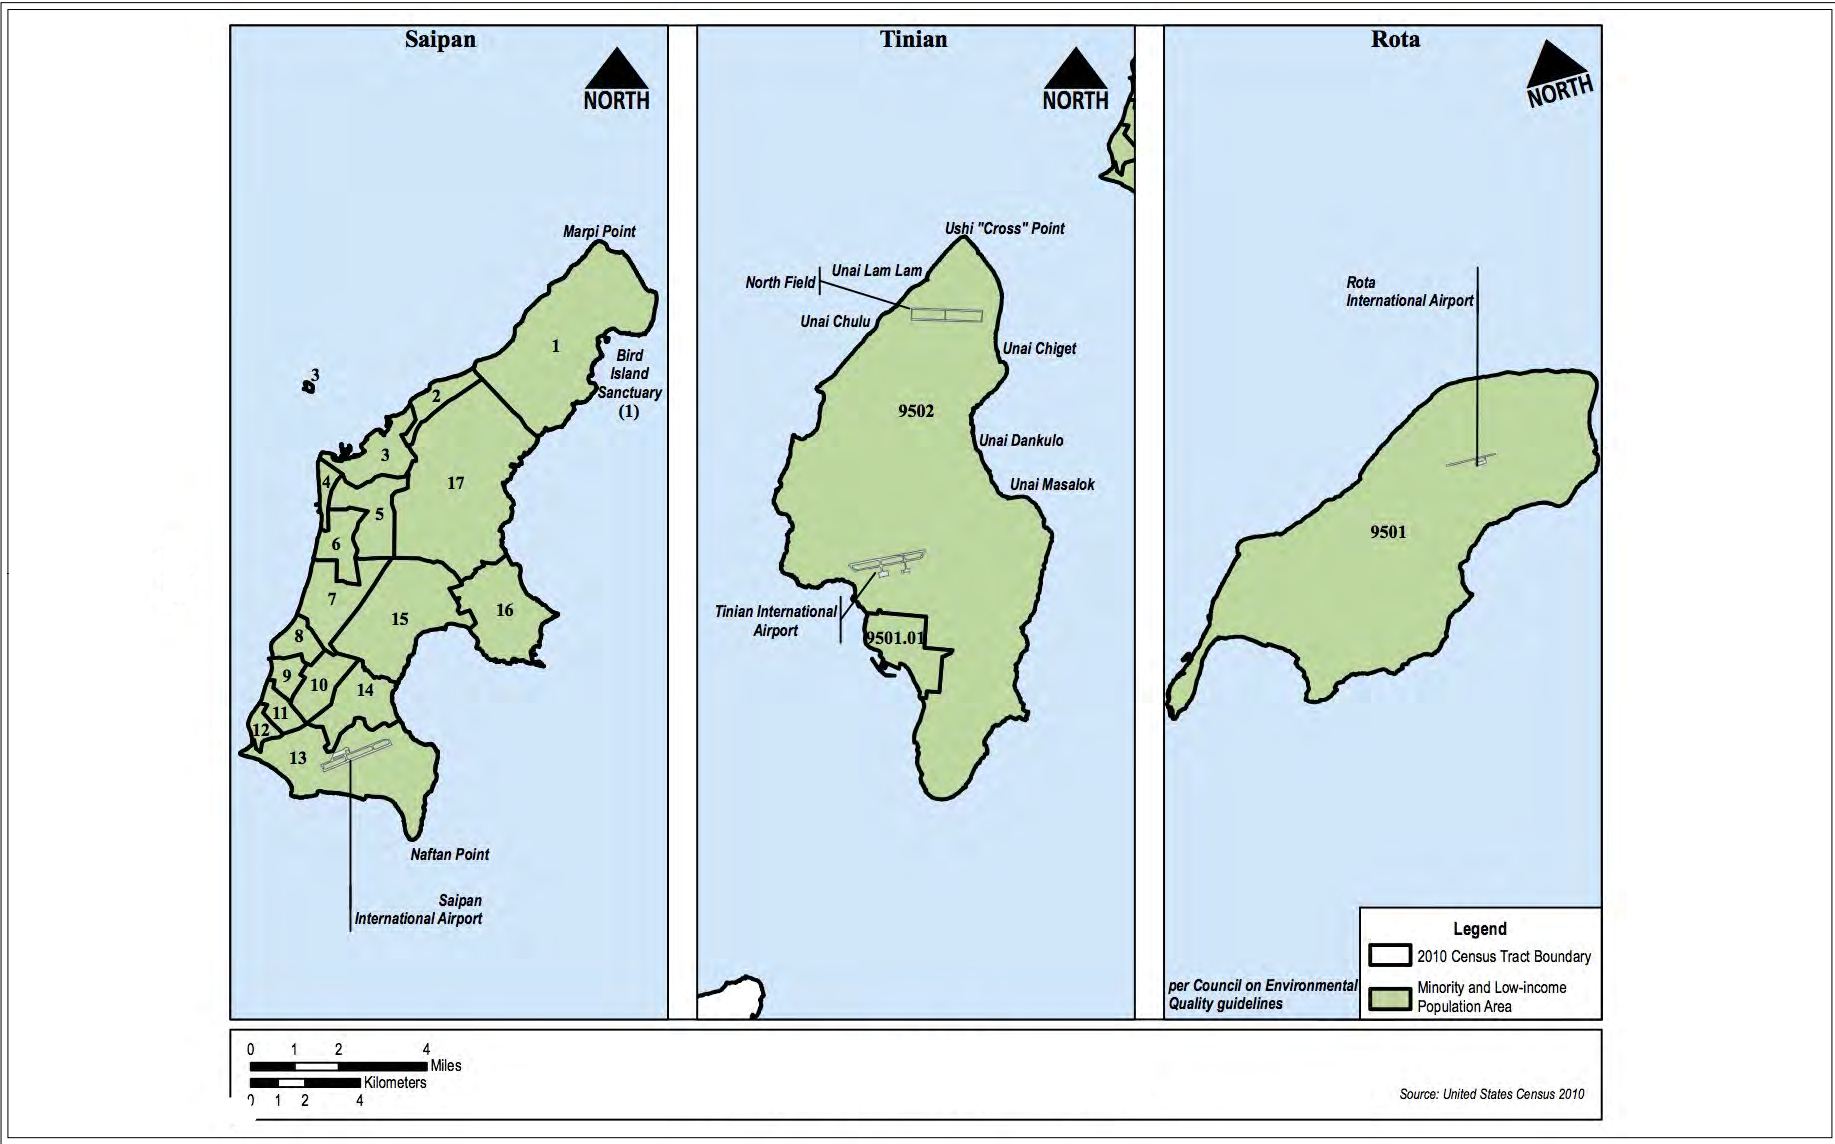 Saipan
NORTH
Marpi Point
1
Bird
Island
Sanctuary
(1)
3
2
3
4
17
5
6
7
15
16
8
9
10
14
11
12
13
Naftan Point
Saipan
International Airport
Tinian
NORTH
Ushi "Cross" Point
Unai Lam Lam
North Field
Unai Chulu
Unai Chiget
9502
Unai Dankulo
Unai Masalok
Tinian International
Airport
9501.01
Rota
NORTH
Rota
International Airport
9501
per Council on Environmental
Quality guidelines
Legend
2010 Census Tract Boundary
Minority and Low-income
Population Area
0 1 2 4
Miles
Kilometers
0 1 2 4
Source: United States Census 2010